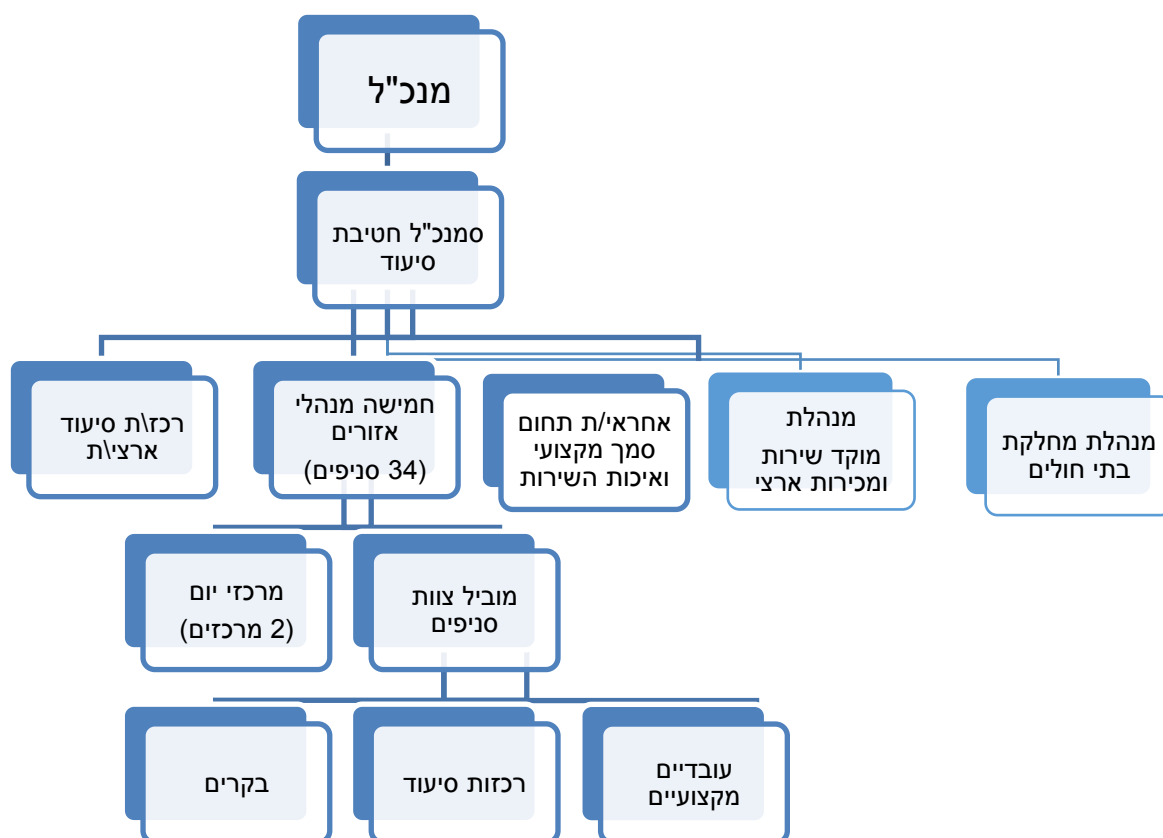 מנכ"ל
סמנכ"ל חטיבת
סיעוד
מנהלת מחלקת
בתי חולים
מנהלת
מוקד שירות
ומכירות ארצי
אחראי/ת תחום
סמך מקצועי
ואיכות השירות
חמישה מנהלי
אזורים
(34 סניפים)
רכז\ת סיעוד
ארצי\ת
מוביל צוות
סניפים
מרכזי יום
(2 מרכזים)
עובדיים
מקצועיים
רכזות סיעוד
בקרים